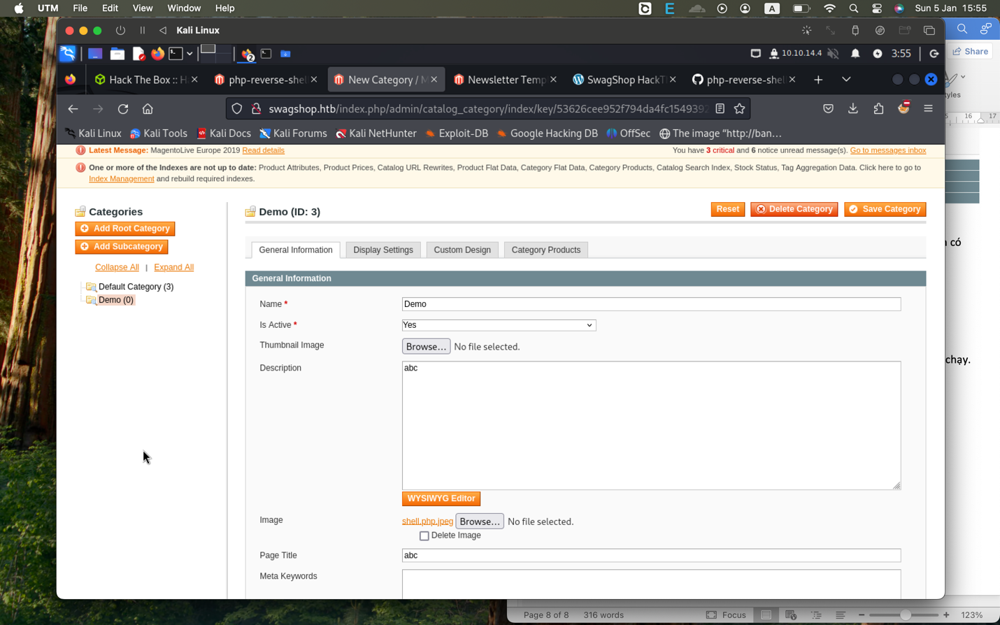 UTM File Edit View Window Help
E A Sun 5 Jan 15:55
Kali Linux
2 10.10.14.4 3:55
Share
Hack The Box :: H
php-reverse-shel
New Category / M
Newsletter Temp
SwagShop HackT
php-reverse-shel
swagshop.htb/index.php/admin/catalog_category/index/key/53626cee952f794da4fc1549392
Kali Linux Kali Tools Kali Docs Kali Forums Kali NetHunter Exploit-DB Google Hacking DB OffSec The image "http://ban…
Latest Message: MagentoLive Europe 2019 Read details
You have 3 critical and 6 notice unread message(s). Go to messages inbox
One or more of the Indexes are not up to date: Product Attributes, Product Prices, Catalog URL Rewrites, Product Flat Data, Category Flat Data, Category Products, Catalog Search Index, Stock Status, Tag Aggregation Data. Click here to go to
Index Management and rebuild required indexes.
Categories
Add Root Category
Add Subcategory
Collapse All | Expand All
Default Category (3)
Demo (0)
Demo (ID: 3)
Reset Delete Category Save Category
General Information Display Settings Custom Design Category Products
General Information
Name * Demo
Is Active * Yes
Thumbnail Image Browse… No file selected.
Description abc
WYSIWYG Editor
Image shell.php.jpeg Browse… No file selected.
Delete Image
Page Title abc
Meta Keywords
16 17
có
chạy.
Page 8 of 8 316 words Focus 123%